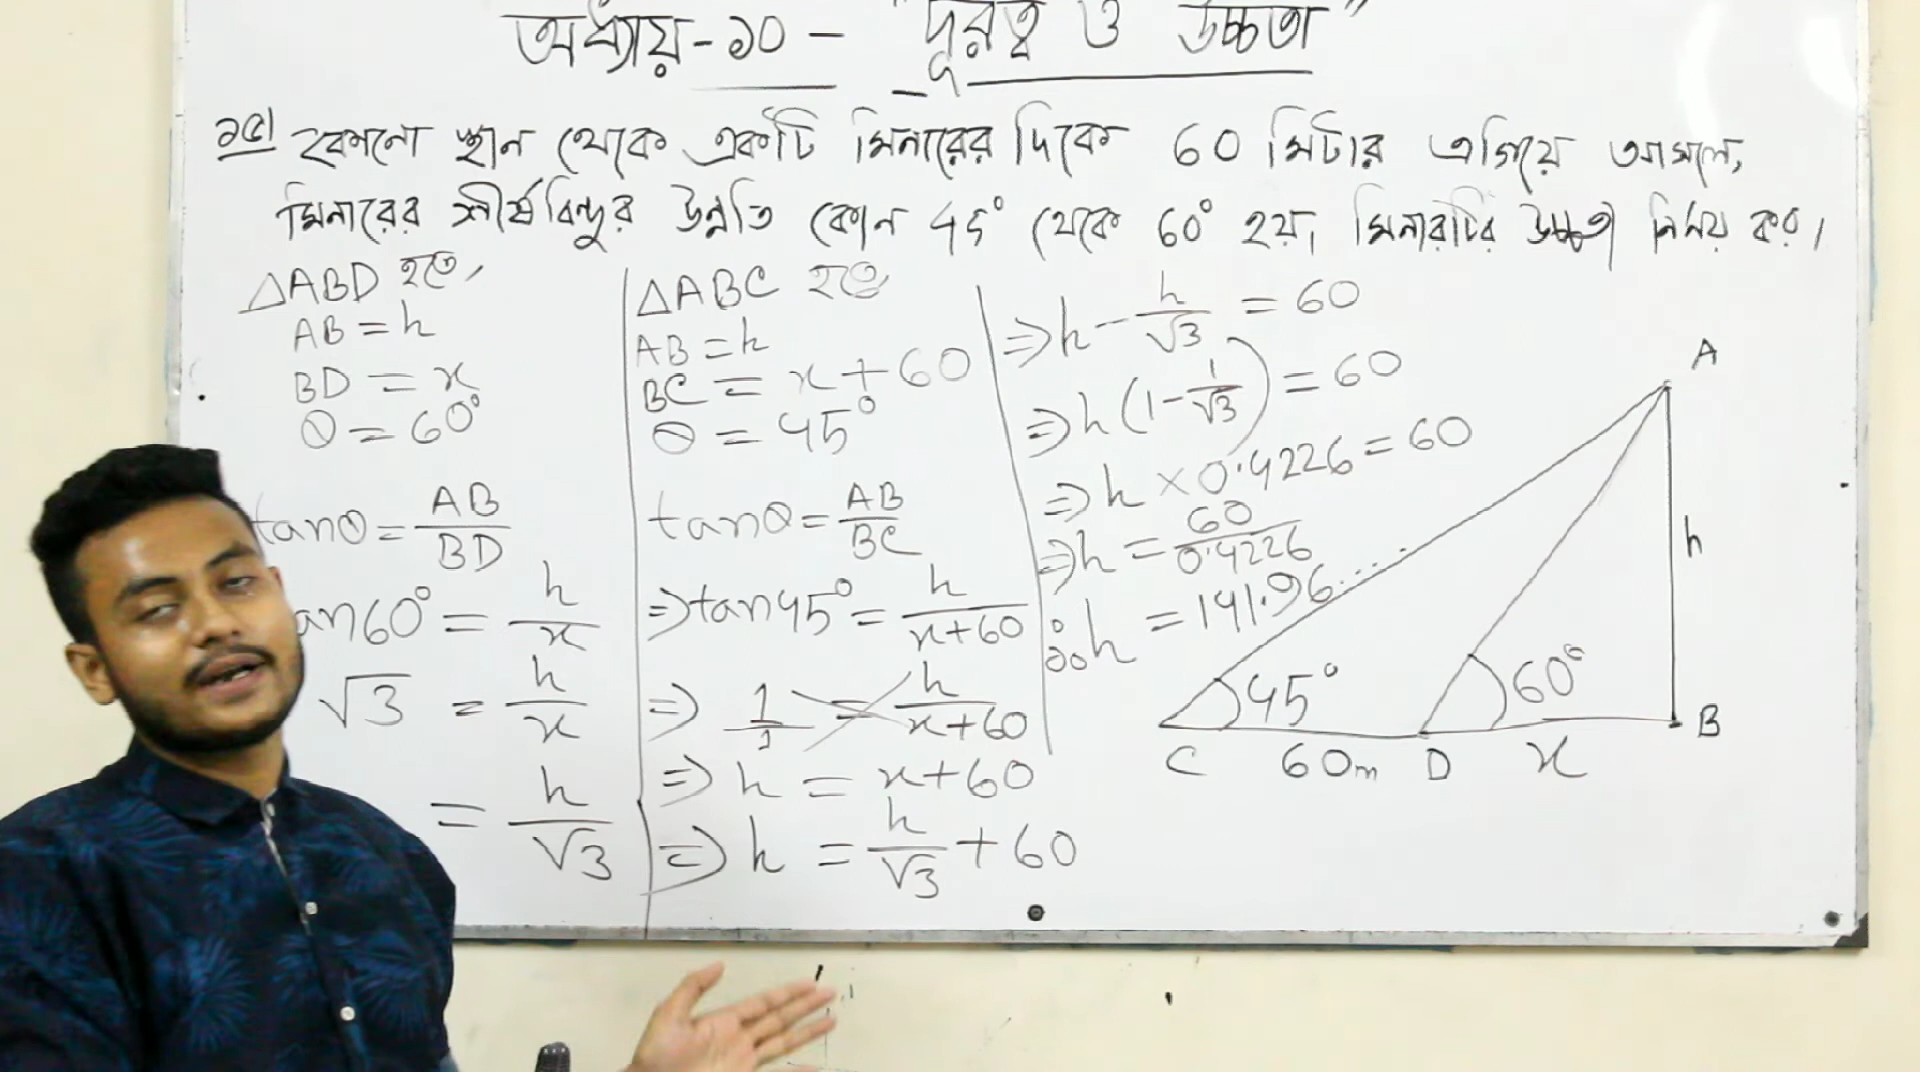 অধ্যায়-১০ - "দূরত্ব ও উচ্চতা"
১৫। কোনো স্থান থেকে একটি মিনারের দিকে 60 মিটার এগিয়ে আসলে,
মিনারের শীর্ষবিন্দুর উন্নতি কোন 45° থেকে 60° হয়। মিনারটির উচ্চতা নির্নয় কর।
△ABD হতে,
AB = h
BD = x
θ = 60°
tanθ = AB/BD
tan60° = h/x
√3 = h/x
= h/√3
△ABC হতে
AB = h
BC = x + 60
θ = 45°
tanθ = AB/BC
⇒ tan45° = h/(x+60)
⇒ 1/1 = h/(x+60)
⇒ h = x+60
⇒ h = h/√3 + 60
⇒ h - h/√3 = 60
⇒ h(1 - 1/√3) = 60
⇒ h × 0.4226 = 60
⇒ h = 60/0.4226
∴ h = 141.96...
A
h
45°
60°
B
C 60m D x